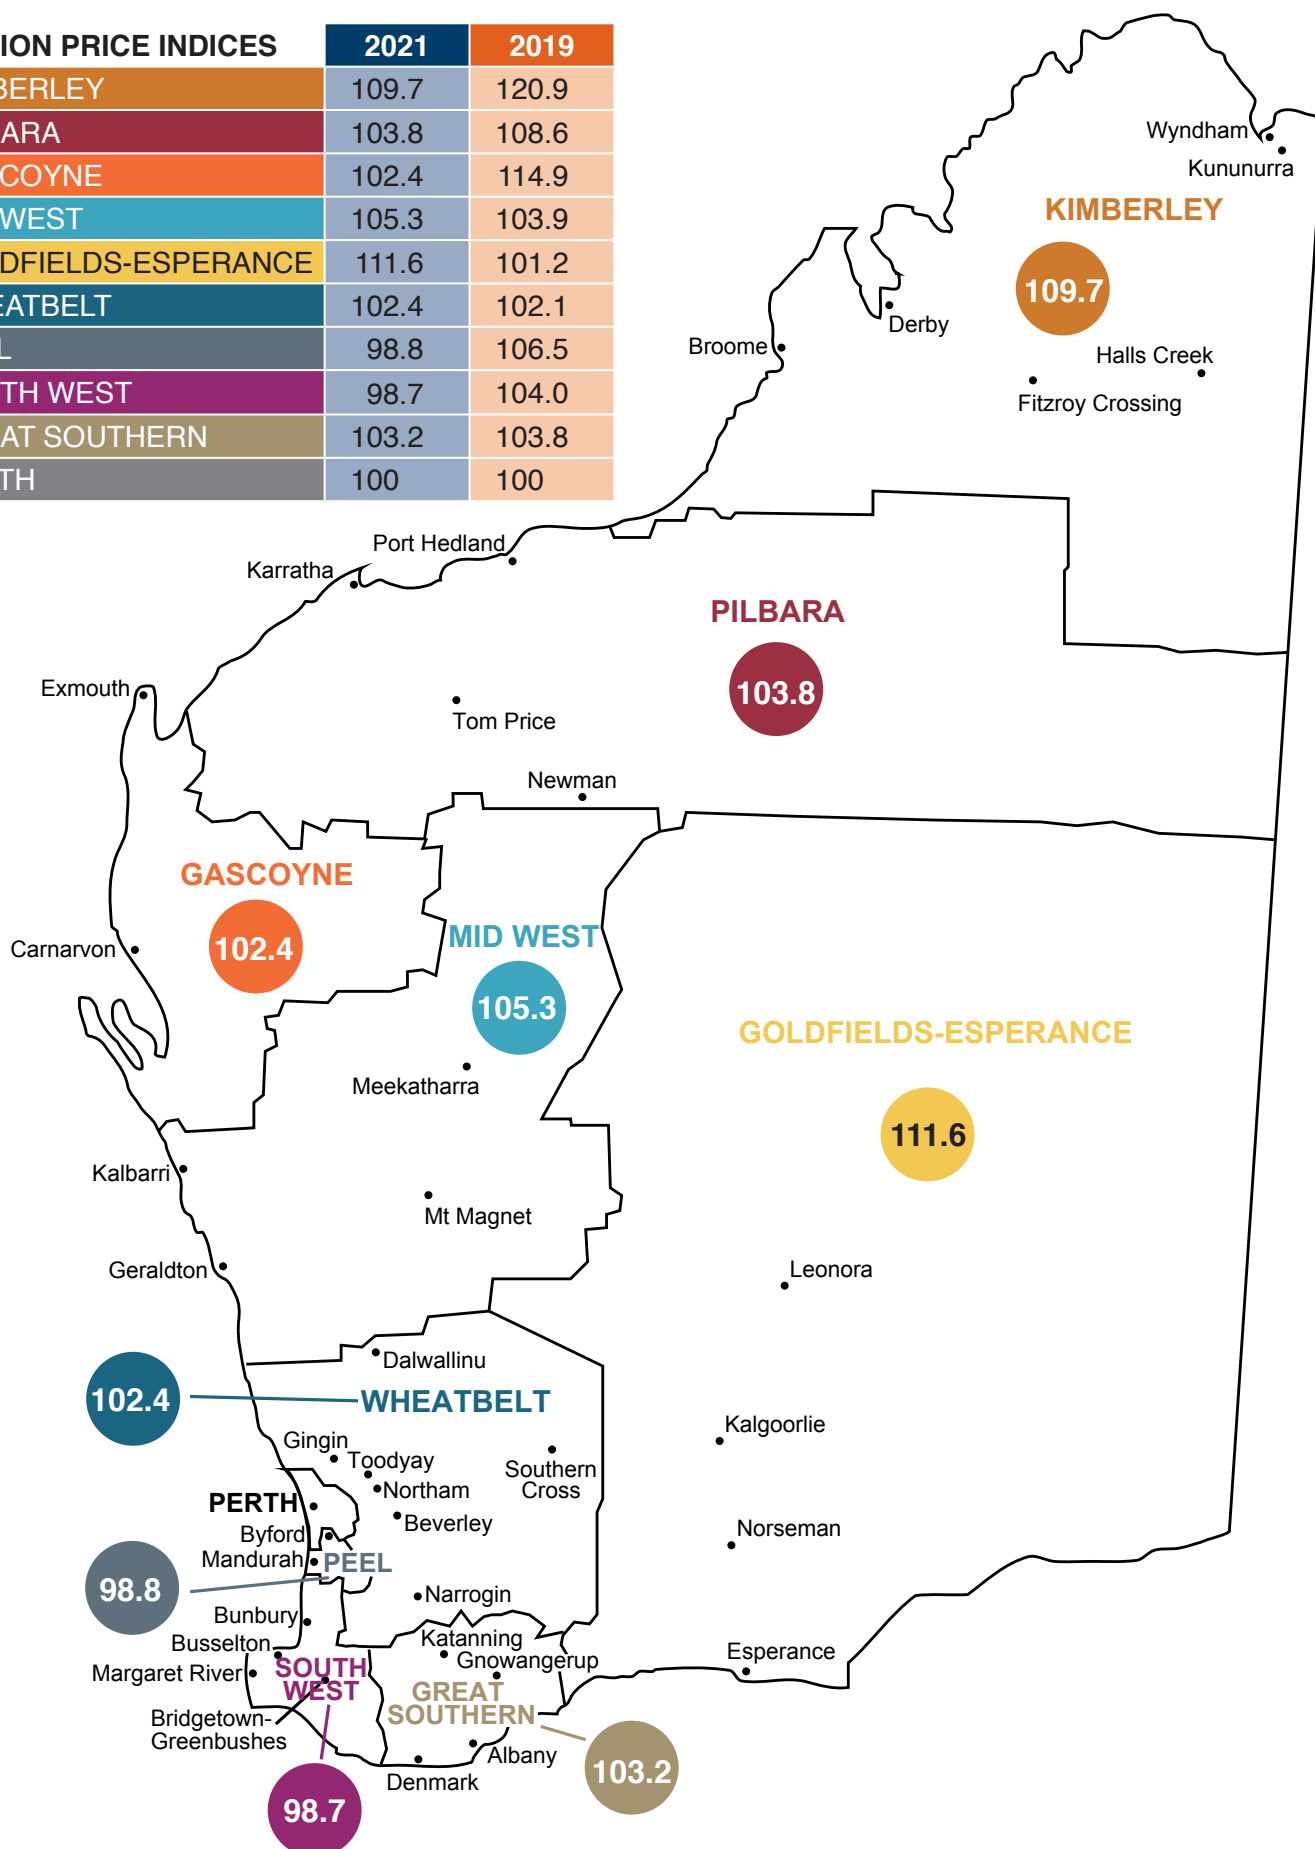 ION PRICE INDICES 2021 2019
BERLEY 109.7 120.9
ARA 103.8 108.6
COYNE 102.4 114.9
WEST 105.3 103.9
DFIELDS-ESPERANCE 111.6 101.2
EATBELT 102.4 102.1
L 98.8 106.5
TH WEST 98.7 104.0
AT SOUTHERN 103.2 103.8
TH 100 100
Wyndham
Kununurra
KIMBERLEY
109.7
Derby
Broome
Halls Creek
Fitzroy Crossing
Port Hedland
Karratha
PILBARA
103.8
Exmouth
Tom Price
Newman
GASCOYNE
102.4
MID WEST
105.3
Carnarvon
GOLDFIELDS-ESPERANCE
111.6
Meekatharra
Kalbarri
Mt Magnet
Geraldton
Leonora
Dalwallinu
102.4
WHEATBELT
Kalgoorlie
Gingin
Toodyay
Southern
Cross
Northam
PERTH
Beverley
Norseman
Byford
Mandurah
PEEL
98.8
Narrogin
Bunbury
Busselton
Katanning
Gnowangerup
Esperance
Margaret River
SOUTH
WEST
GREAT
SOUTHERN
Bridgetown-
Greenbushes
Albany
Denmark
103.2
98.7